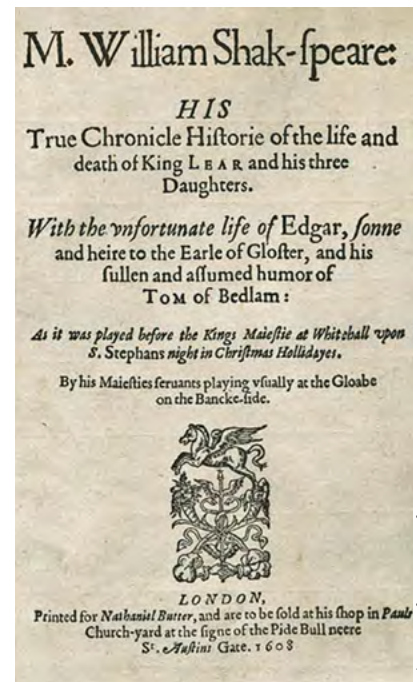 M. William Shak-ſpeare:
HIS
True Chronicle Hiſtorie of the life and
death of King LEAR and his three
Daughters.
With the vnfortunate life of Edgar, ſonne
and heire to the Earle of Gloſter, and his
ſullen and aſſumed humor of
TOM of Bedlam:
As it was played before the Kings Maieſtie at Whitehall vpon
S. Stephans night in Chriſtmas Hollidayes.
By his Maieſties ſeruants playing vſually at the Gloabe
on the Bancke-ſide.
LONDON,
Printed for Nathaniel Butter, and are to be ſold at his ſhop in Pauls
Church-yard at the ſigne of the Pide Bull neere
St. Auſtins Gate. 1608